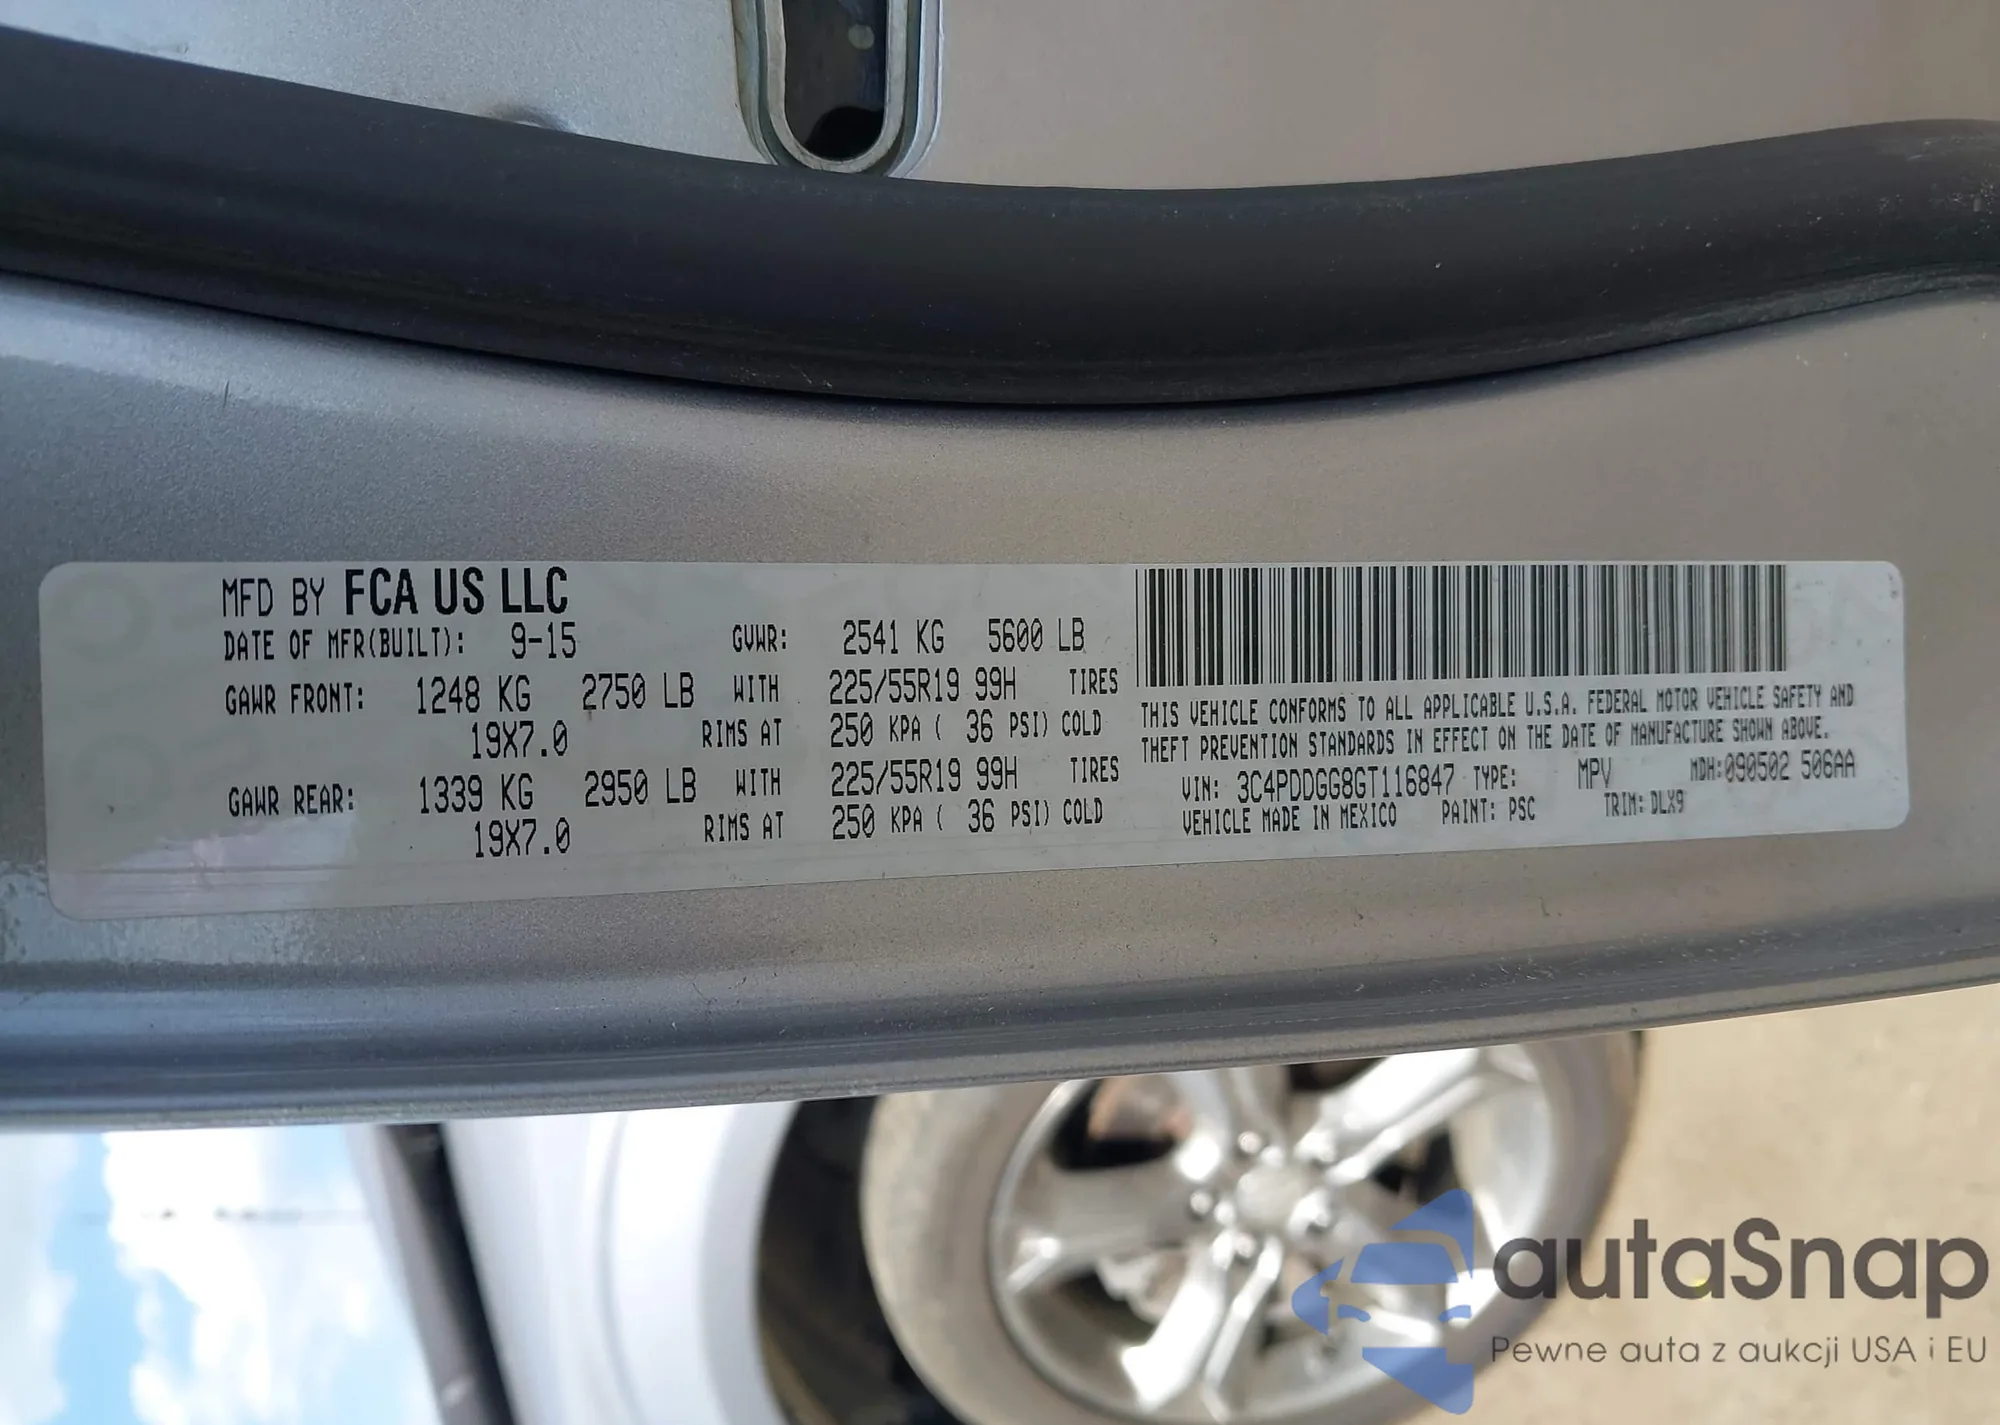 MFD BY FCA US LLC
DATE OF MFR(BUILT): 9-15 GVWR: 2541 KG 5600 LB
GAWR FRONT: 1248 KG 2750 LB WITH 225/55R19 99H TIRES
19X7.0 RIMS AT 250 KPA ( 36 PSI) COLD
GAWR REAR: 1339 KG 2950 LB WITH 225/55R19 99H TIRES
19X7.0 RIMS AT 250 KPA ( 36 PSI) COLD
THIS VEHICLE CONFORMS TO ALL APPLICABLE U.S.A. FEDERAL MOTOR VEHICLE SAFETY AND
THEFT PREVENTION STANDARDS IN EFFECT ON THE DATE OF MANUFACTURE SHOWN ABOVE.
VIN: 3C4PDDGG8GT116847 TYPE: MPV MDH:090502 506AA
VEHICLE MADE IN MEXICO PAINT: PSC TRIM: DLX9
autaSnap
Pewne auta z aukcji USA i EU